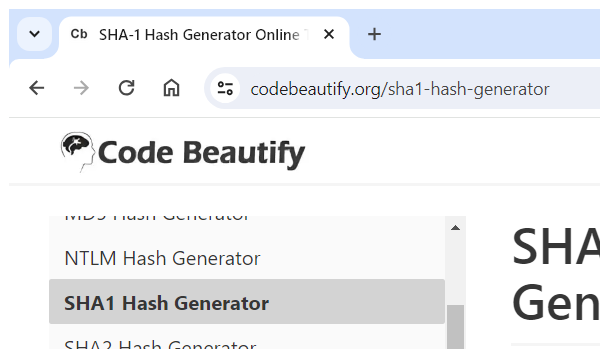 Cb SHA-1 Hash Generator Online
codebeautify.org/sha1-hash-generator
Code Beautify
MD5 Hash Generator
NTLM Hash Generator
SHA1 Hash Generator
SHA2 Hash Generator
SHA
Gen